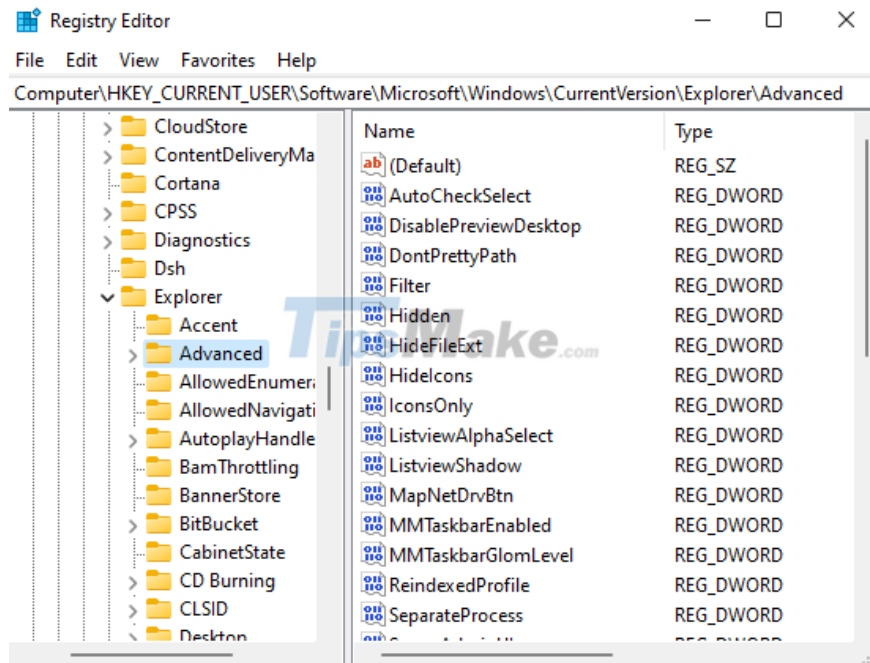 Registry Editor
File Edit View Favorites Help
Computer\HKEY_CURRENT_USER\Software\Microsoft\Windows\CurrentVersion\Explorer\Advanced
CloudStore
ContentDeliveryMa
Cortana
CPSS
Diagnostics
Dsh
Explorer
Accent
Advanced
AllowedEnumera
AllowedNavigati
AutoplayHandle
BamThrottling
BannerStore
BitBucket
CabinetState
CD Burning
CLSID
Desktop
Name Type
(Default) REG_SZ
AutoCheckSelect REG_DWORD
DisablePreviewDesktop REG_DWORD
DontPrettyPath REG_DWORD
Filter REG_DWORD
Hidden REG_DWORD
HideFileExt REG_DWORD
HideIcons REG_DWORD
IconsOnly REG_DWORD
ListviewAlphaSelect REG_DWORD
ListviewShadow REG_DWORD
MapNetDrvBtn REG_DWORD
MMTaskbarEnabled REG_DWORD
MMTaskbarGlomLevel REG_DWORD
ReindexedProfile REG_DWORD
SeparateProcess REG_DWORD
TipsMake.com